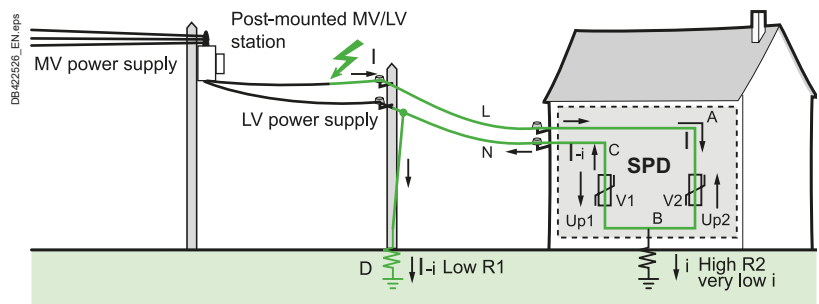 DB422526_EN.eps
Post-mounted MV/LV
station
MV power supply
I
LV power supply
L
N
A
I
I-i
C
SPD
V1
V2
Up1
B
Up2
D
I-i
Low R1
i
High R2
very low i